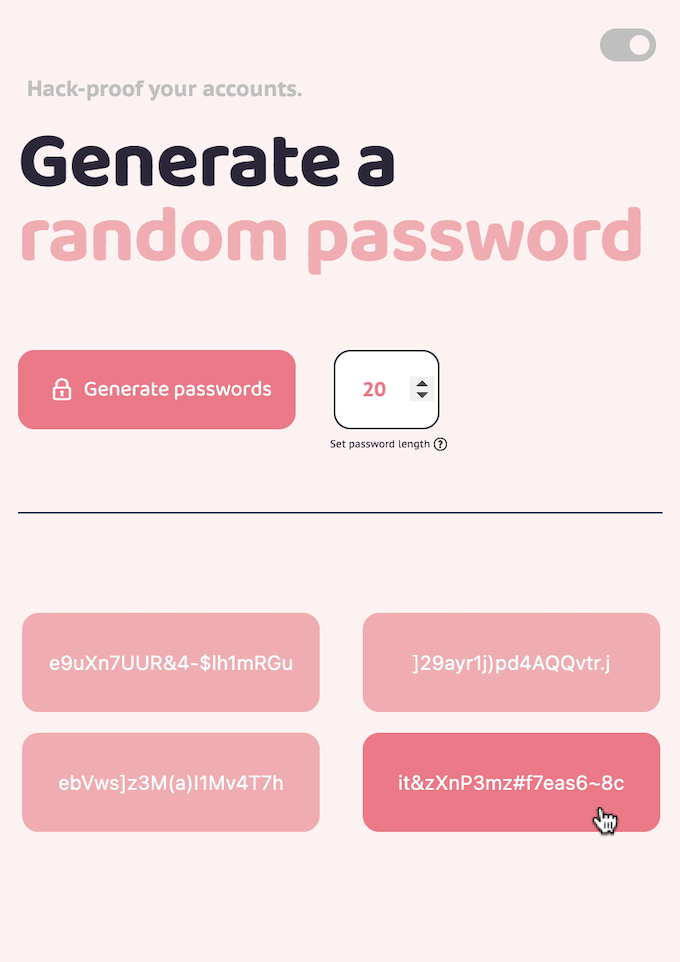 Hack-proof your accounts.
Generate a
random password
Generate passwords
20
Set password length ?
e9uXn7UUR&4-$lh1mRGu
]29ayr1j)pd4AQQvtr.j
ebVws]z3M(a)I1Mv4T7h
it&zXnP3mz#f7eas6~8c